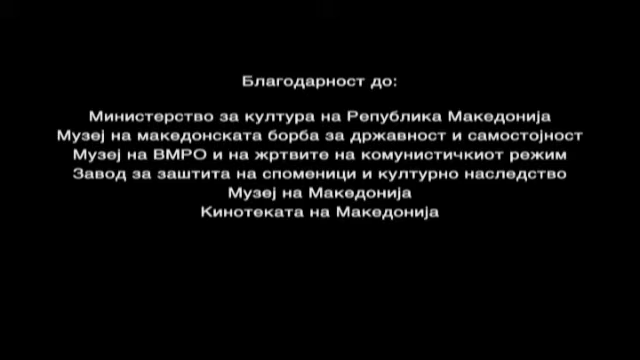 Благодарност до:
Министерство за култура на Република Македонија
Музеј на македонската борба за државност и самостојност
Музеј на ВМРО и на жртвите на комунистичкиот режим
Завод за заштита на споменици и културно наследство
Музеј на Македонија
Кинотеката на Македонија